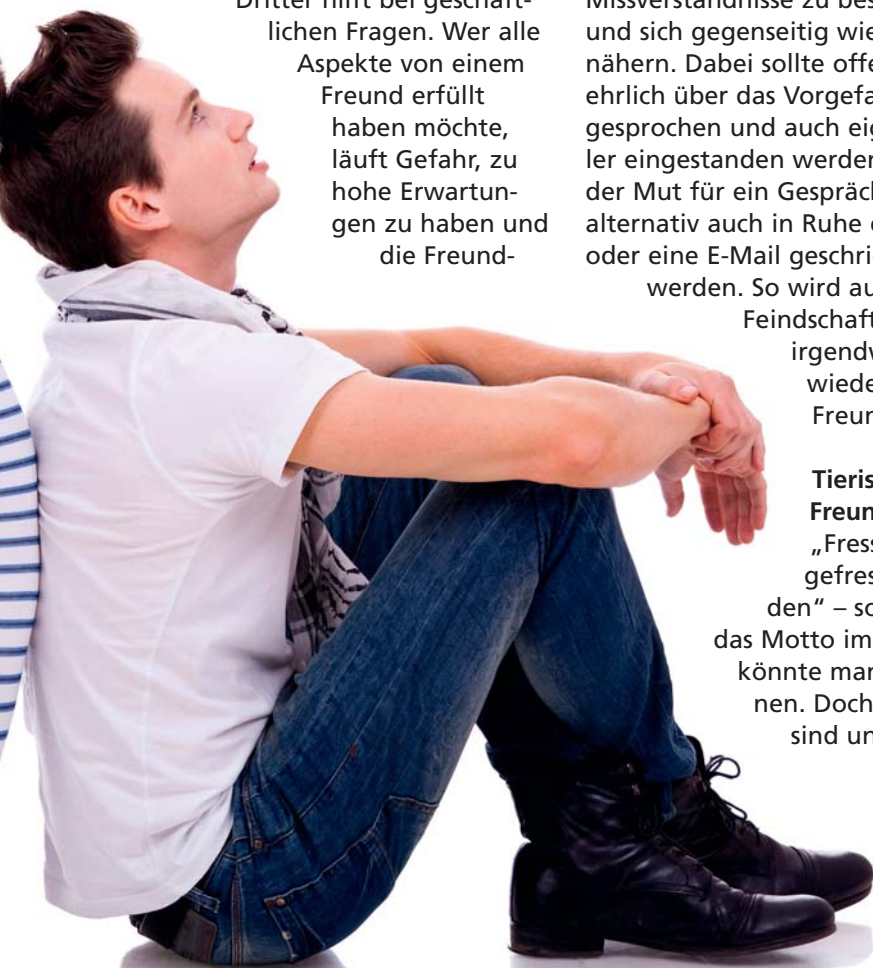 Dritter hilft bei geschäft-
lichen Fragen. Wer alle
Aspekte von einem
Freund erfüllt
haben möchte,
läuft Gefahr, zu
hohe Erwartun-
gen zu haben und
die Freund-
Missverständnisse zu bes
und sich gegenseitig wie
nähern. Dabei sollte offe
ehrlich über das Vorgefa
gesprochen und auch eig
ler eingestanden werden
der Mut für ein Gespräch
alternativ auch in Ruhe
oder eine E-Mail geschrie
werden. So wird au
Feindschaft
irgendw
wiede
Freun
Tieris
Freun
„Fress
gefres
den“ – so
das Motto im
könnte man
nen. Doch
sind un